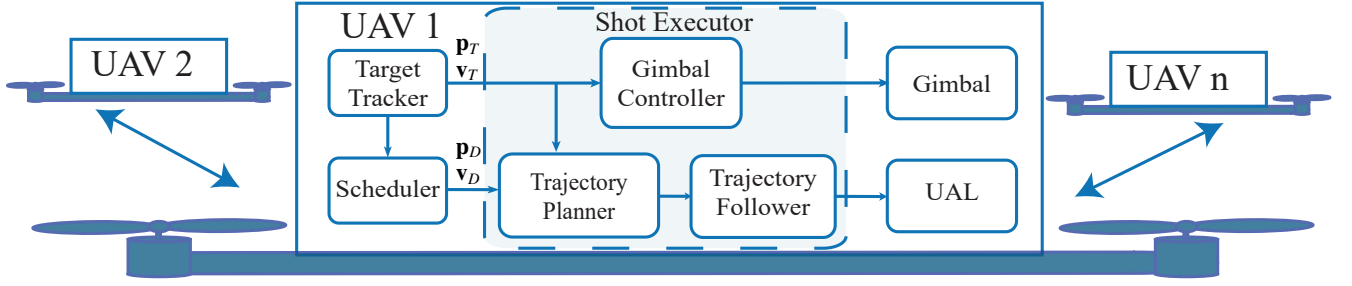 UAV 1
Shot Executor
UAV 2
UAV n
p_T
v_T
Target
Tracker
Gimbal
Controller
Gimbal
p_D
v_D
Scheduler
Trajectory
Planner
Trajectory
Follower
UAL